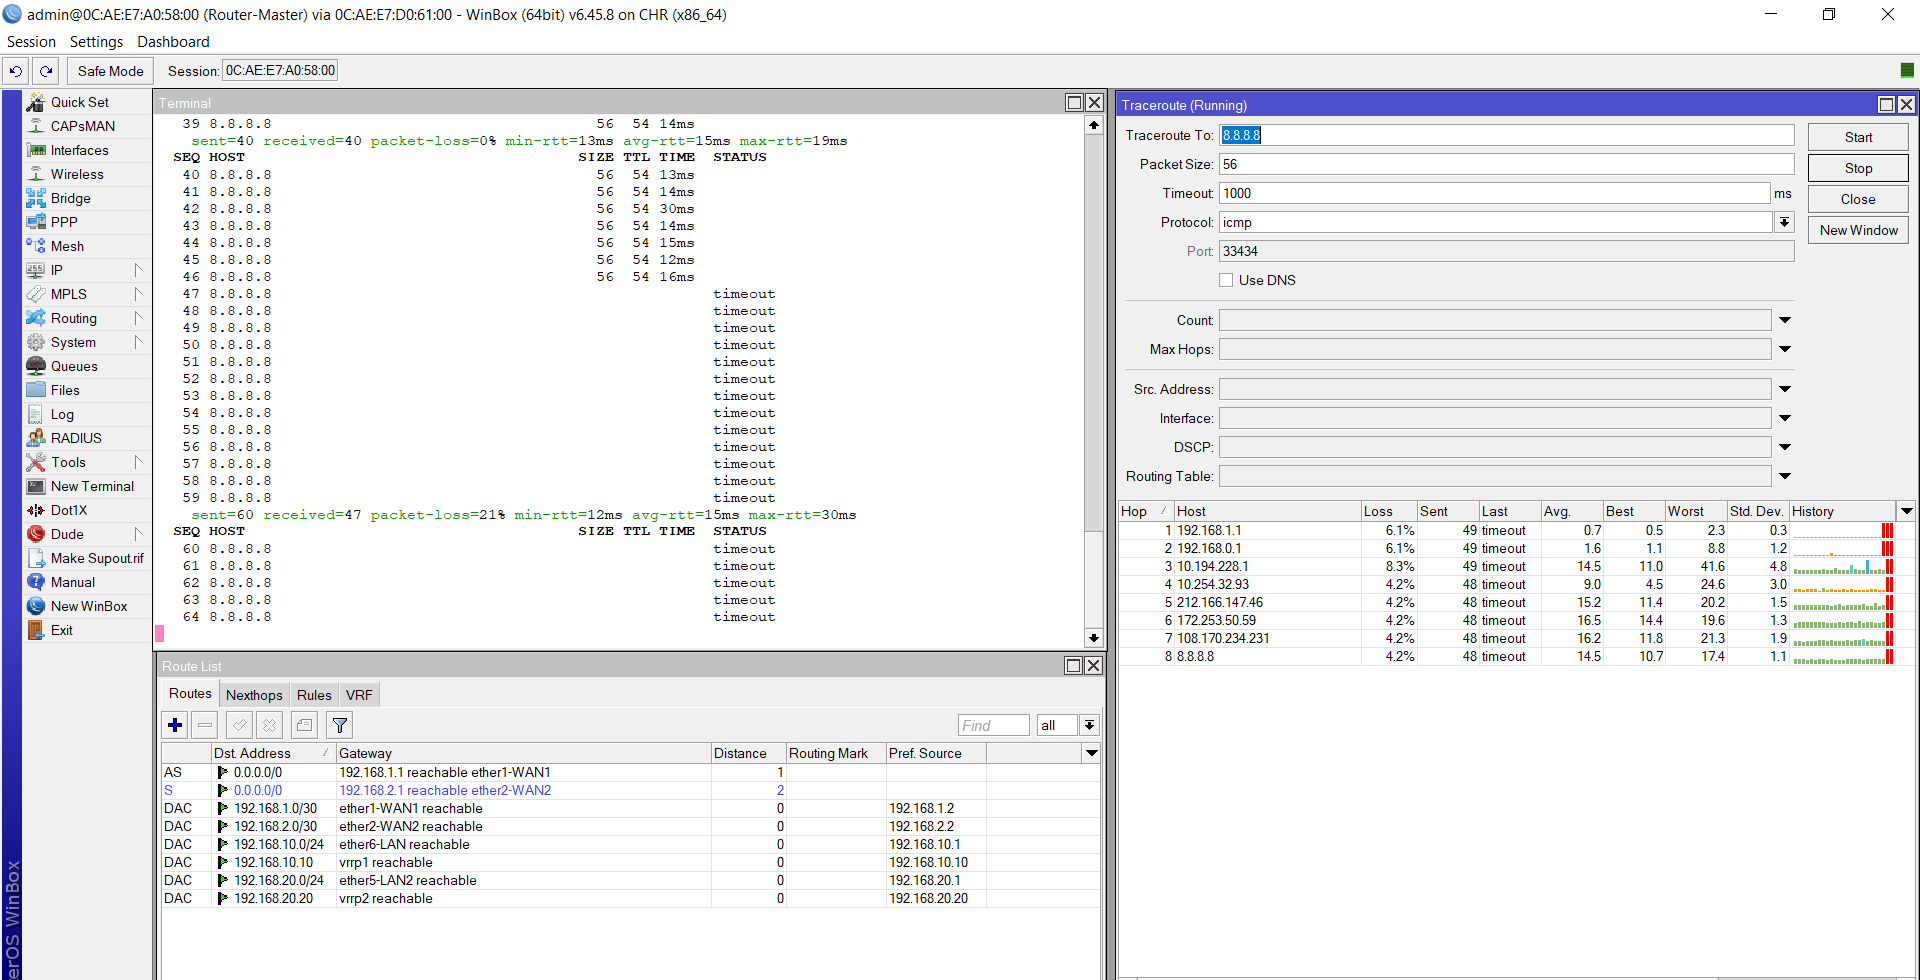 admin@0C:AE:E7:A0:58:00 (Router-Master) via 0C:AE:E7:D0:61:00 - WinBox (64bit) v6.45.8 on CHR (x86_64)
Session Settings Dashboard
Safe Mode Session: 0C:AE:E7:A0:58:00
Quick Set
CAPsMAN
Interfaces
Wireless
Bridge
PPP
Mesh
IP
MPLS
Routing
System
Queues
Files
Log
RADIUS
Tools
New Terminal
Dot1X
Dude
Make Supout.rif
Manual
New WinBox
Exit
erOS WinBox
Terminal
39 8.8.8.8 56 54 14ms
sent=40 received=40 packet-loss=0% min-rtt=13ms avg-rtt=15ms max-rtt=19ms
SEQ HOST SIZE TTL TIME STATUS
40 8.8.8.8 56 54 13ms
41 8.8.8.8 56 54 14ms
42 8.8.8.8 56 54 30ms
43 8.8.8.8 56 54 14ms
44 8.8.8.8 56 54 15ms
45 8.8.8.8 56 54 12ms
46 8.8.8.8 56 54 16ms
47 8.8.8.8 timeout
48 8.8.8.8 timeout
49 8.8.8.8 timeout
50 8.8.8.8 timeout
51 8.8.8.8 timeout
52 8.8.8.8 timeout
53 8.8.8.8 timeout
54 8.8.8.8 timeout
55 8.8.8.8 timeout
56 8.8.8.8 timeout
57 8.8.8.8 timeout
58 8.8.8.8 timeout
59 8.8.8.8 timeout
sent=60 received=47 packet-loss=21% min-rtt=12ms avg-rtt=15ms max-rtt=30ms
SEQ HOST SIZE TTL TIME STATUS
60 8.8.8.8 timeout
61 8.8.8.8 timeout
62 8.8.8.8 timeout
63 8.8.8.8 timeout
64 8.8.8.8 timeout
Route List
Routes Nexthops Rules VRF
Find all
Dst. Address Gateway Distance Routing Mark Pref. Source
AS 0.0.0.0/0 192.168.1.1 reachable ether1-WAN1 1
S 0.0.0.0/0 192.168.2.1 reachable ether2-WAN2 2
DAC 192.168.1.0/30 ether1-WAN1 reachable 0 192.168.1.2
DAC 192.168.2.0/30 ether2-WAN2 reachable 0 192.168.2.2
DAC 192.168.10.0/24 ether6-LAN reachable 0 192.168.10.1
DAC 192.168.10.10 vrrp1 reachable 0 192.168.10.10
DAC 192.168.20.0/24 ether5-LAN2 reachable 0 192.168.20.1
DAC 192.168.20.20 vrrp2 reachable 0 192.168.20.20
Traceroute (Running)
Traceroute To: 8.8.8.8 Start
Packet Size: 56 Stop
Timeout: 1000 ms Close
Protocol: icmp New Window
Port: 33434
Use DNS
Count:
Max Hops:
Src. Address:
Interface:
DSCP:
Routing Table:
Hop Host Loss Sent Last Avg. Best Worst Std. Dev. History
1 192.168.1.1 6.1% 49 timeout 0.7 0.5 2.3 0.3
2 192.168.0.1 6.1% 49 timeout 1.6 1.1 8.8 1.2
3 10.194.228.1 8.3% 49 timeout 14.5 11.0 41.6 4.8
4 10.254.32.93 4.2% 48 timeout 9.0 4.5 24.6 3.0
5 212.166.147.46 4.2% 48 timeout 15.2 11.4 20.2 1.5
6 172.253.50.59 4.2% 48 timeout 16.5 14.4 19.6 1.3
7 108.170.234.231 4.2% 48 timeout 16.2 11.8 21.3 1.9
8 8.8.8.8 4.2% 48 timeout 14.5 10.7 17.4 1.1